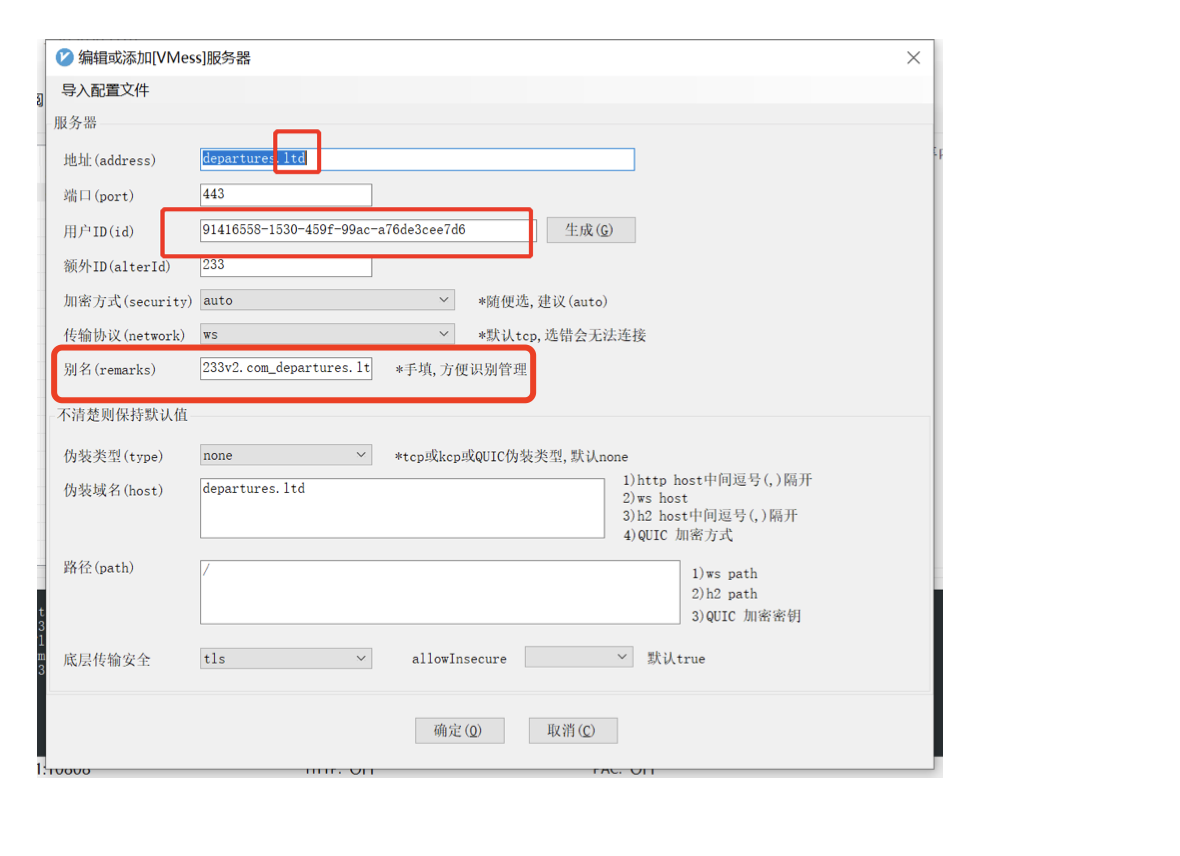 编辑或添加[VMess]服务器
导入配置文件
服务器
地址(address) departures.ltd
端口(port) 443
用户ID(id) 91416558-1530-459f-99ac-a76de3cee7d6 生成(G)
额外ID(alterId) 233
加密方式(security) auto *随便选,建议(auto)
传输协议(network) ws *默认tcp,选错会无法连接
别名(remarks) 233v2.com_departures.lt *手填,方便识别管理
不清楚则保持默认值
伪装类型(type) none *tcp或kcp或QUIC伪装类型,默认none
伪装域名(host) departures.ltd
1)http host中间逗号(,)隔开
2)ws host
3)h2 host中间逗号(,)隔开
4)QUIC 加密方式
路径(path) /
1)ws path
2)h2 path
3)QUIC 加密密钥
底层传输安全 tls allowInsecure 默认true
确定(O) 取消(C)